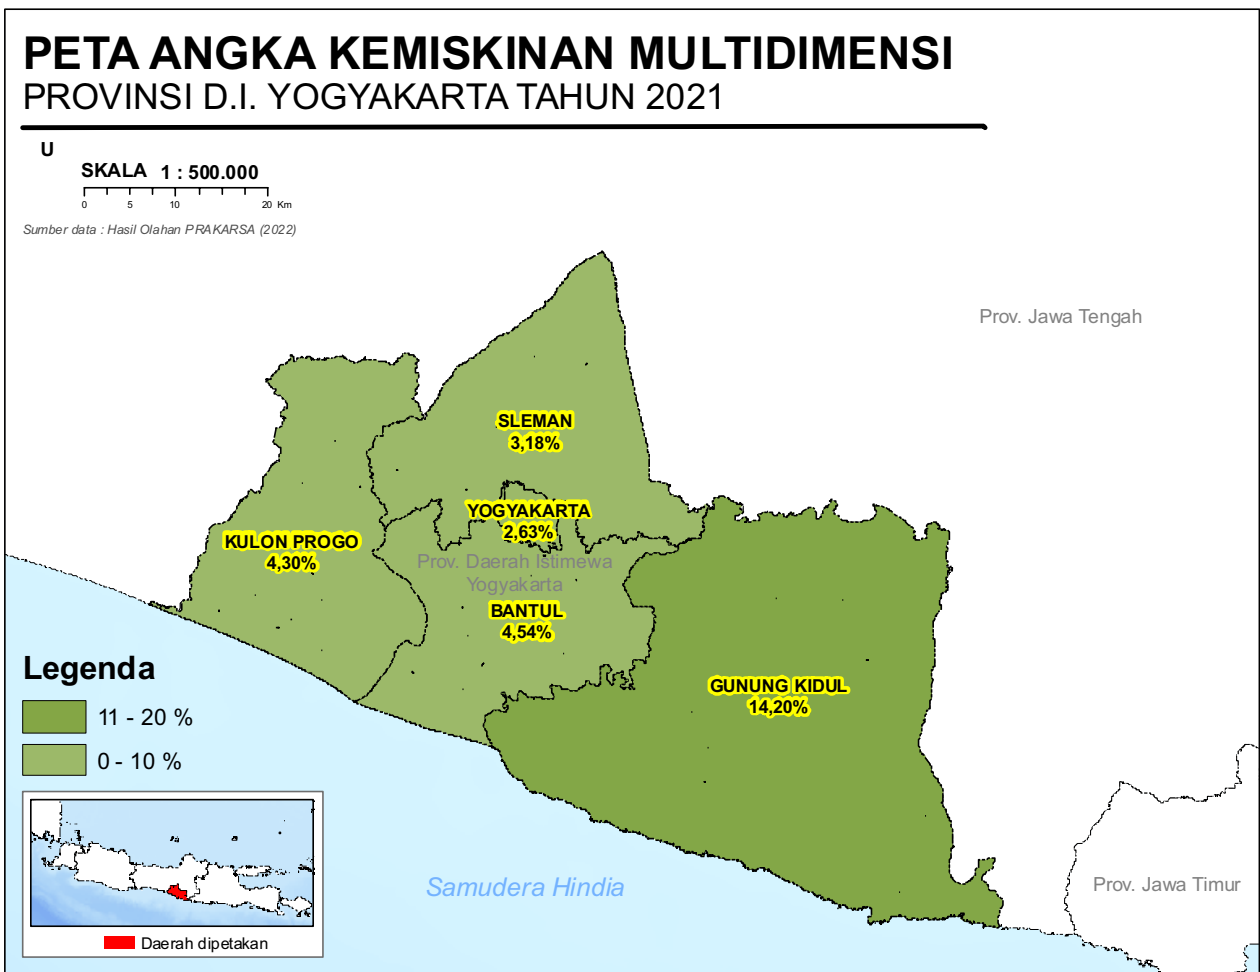 PETA ANGKA KEMISKINAN MULTIDIMENSI
PROVINSI D.I. YOGYAKARTA TAHUN 2021
U
SKALA 1 : 500.000
0 5 10 20 Km
Sumber data : Hasil Olahan PRAKARSA (2022)
Prov. Jawa Tengah
SLEMAN
3,18%
YOGYAKARTA
2,63%
KULON PROGO
4,30%
Prov. Daerah Istimewa
Yogyakarta
BANTUL
4,54%
GUNUNG KIDUL
14,20%
Legenda
11 - 20 %
0 - 10 %
Samudera Hindia
Prov. Jawa Timur
Daerah dipetakan